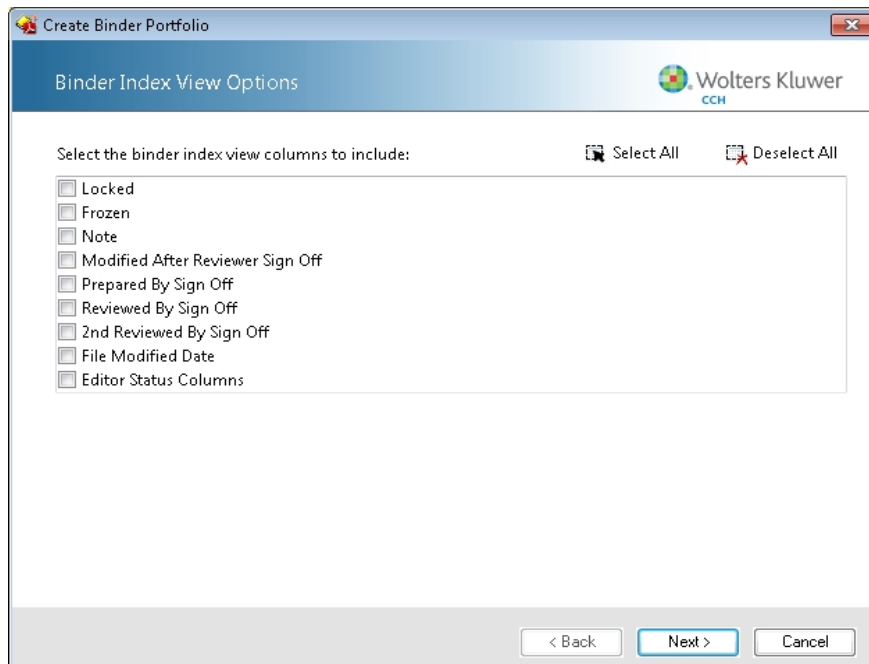 Create Binder Portfolio
Binder Index View Options
Wolters Kluwer
CCH
Select the binder index view columns to include:
Select All
Deselect All
Locked
Frozen
Note
Modified After Reviewer Sign Off
Prepared By Sign Off
Reviewed By Sign Off
2nd Reviewed By Sign Off
File Modified Date
Editor Status Columns
< Back
Next >
Cancel